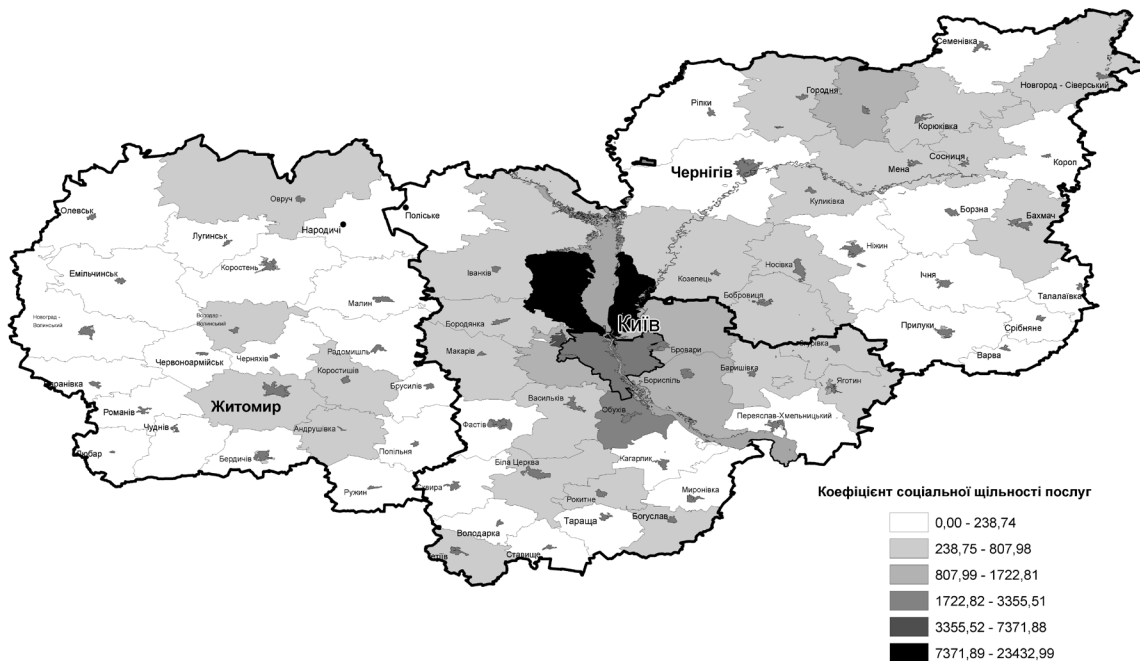 Семенівка
Новгород - Сіверський
Ріпки
Городня
Корюківка
Короп
Чернігів
Мена
Сосниця
Куликівка
Борзна
Бахмач
Овруч
Олевськ
Народичі
Поліське
Лугинськ
Коростень
Ніжин
Носівка
Козелець
Іванків
Ічня
Емільчинськ
Малин
Бобровиця
Талалаївка
Новоград -
Волинський
Волинський
Бородянка
Київ
Прилуки
Срібняне
Варва
Червоноармійськ
Черняхів
Радомишль
Макарів
Бровари
Баришівка
Яготин
Коростишів
Брусилів
Бориспіль
Романів
Житомир
Васильків
Обухів
Переяслав-Хмельницький
Чуднів
Андрушівка
Фастів
Попільня
Кагарлик
Бердичів
Біла Церква
Ружин
Рокитне
Миронівка
Володарка
Тараща
Богуслав
Ставище
Коефіцієнт соціальної щільності послуг
0,00 - 238,74
238,75 - 807,98
807,99 - 1722,81
1722,82 - 3355,51
3355,52 - 7371,88
7371,89 - 23432,99